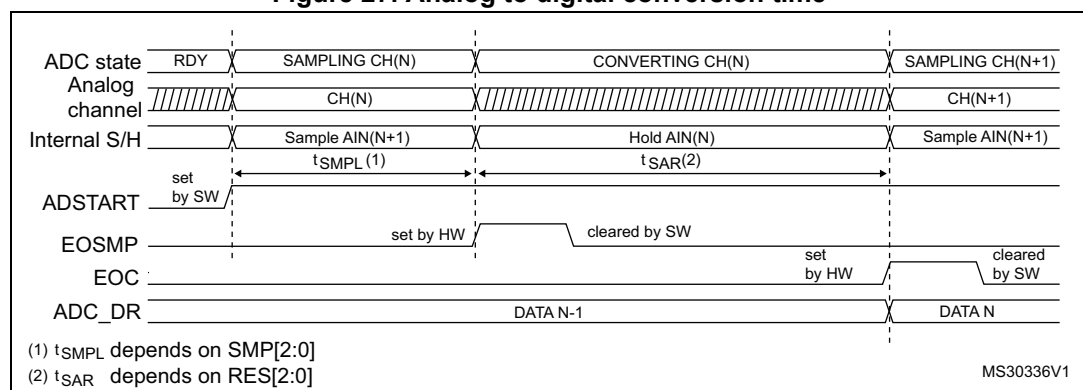 Figure 27. Analog to digital conversion time
ADC state RDY SAMPLING CH(N) CONVERTING CH(N) SAMPLING CH(N+1)
Analog channel CH(N) CH(N+1)
Internal S/H Sample AIN(N+1) Hold AIN(N) Sample AIN(N+1)
tSMPL(1) tSAR(2)
set by SW
ADSTART
set by HW cleared by SW
EOSMP
set by HW cleared by SW
EOC
ADC_DR DATA N-1 DATA N
(1) tSMPL depends on SMP[2:0]
(2) tSAR depends on RES[2:0]
MS30336V1